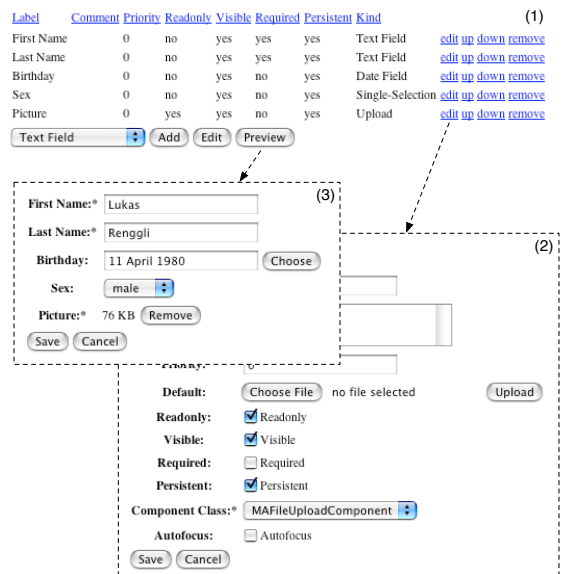 Label Comment Priority Readonly Visible Required Persistent Kind (1)
First Name 0 no yes yes yes Text Field edit up down remove
Last Name 0 no yes yes yes Text Field edit up down remove
Birthday 0 no yes no yes Date Field edit up down remove
Sex 0 no yes no yes Single-Selection edit up down remove
Picture 0 yes yes no yes Upload edit up down remove
Text Field Add Edit Preview
(3)
First Name:* Lukas
Last Name:* Renggli
Birthday: 11 April 1980 Choose
Sex: male
Picture:* 76 KB Remove
Save Cancel
(2)
Priority: 0
Default: Choose File no file selected Upload
Readonly: Readonly
Visible: Visible
Required: Required
Persistent: Persistent
Component Class:* MAFileUploadComponent
Autofocus: Autofocus
Save Cancel